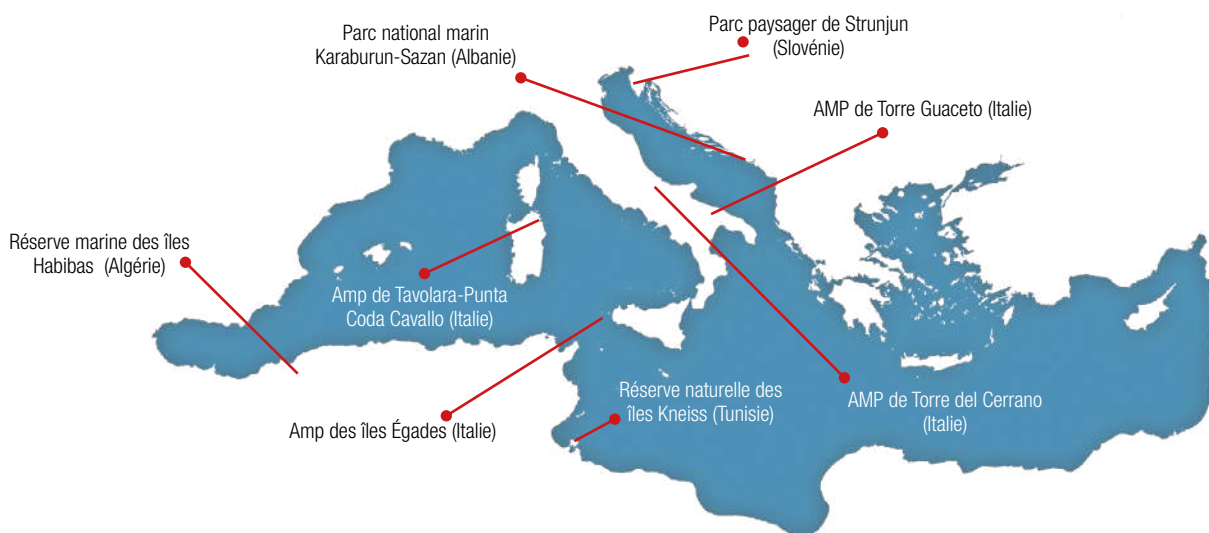 Parc paysager de Strunjun
(Slovénie)
Parc national marin
Karaburun-Sazan (Albanie)
AMP de Torre Guaceto (Italie)
Réserve marine des îles
Habibas (Algérie)
Amp de Tavolara-Punta
Coda Cavallo (Italie)
Réserve naturelle des
îles Kneiss (Tunisie)
AMP de Torre del Cerrano
(Italie)
Amp des îles Égades (Italie)